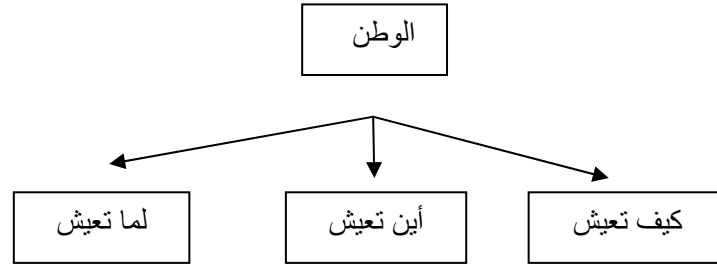 الوطن
كيف تعيش
أين تعيش
لما تعيش